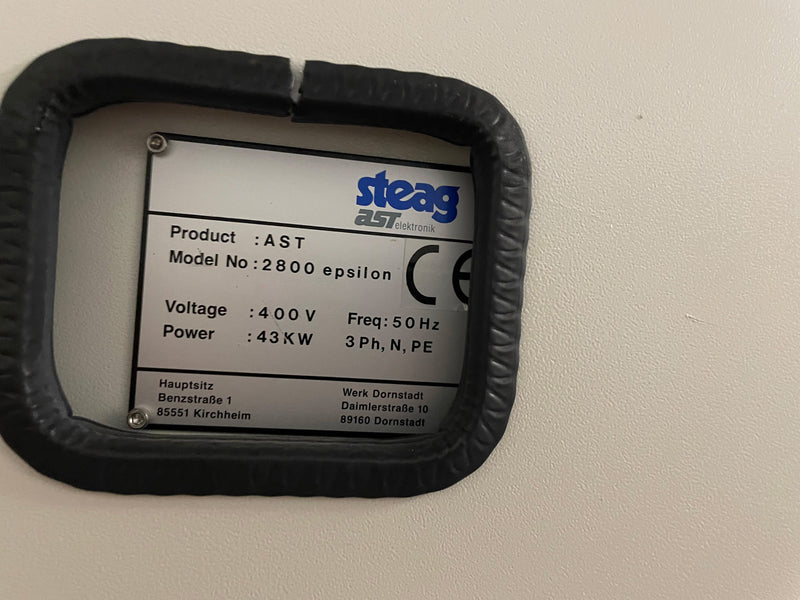 steag
AST elektronik
Product : AST
Model No : 2800 epsilon
CE
Voltage : 400 V
Freq: 50 Hz
Power : 43 KW
3 Ph, N, PE
Hauptsitz
Benzstraße 1
85551 Kirchheim
Werk Dornstadt
Daimlerstraße 10
89160 Dornstadt